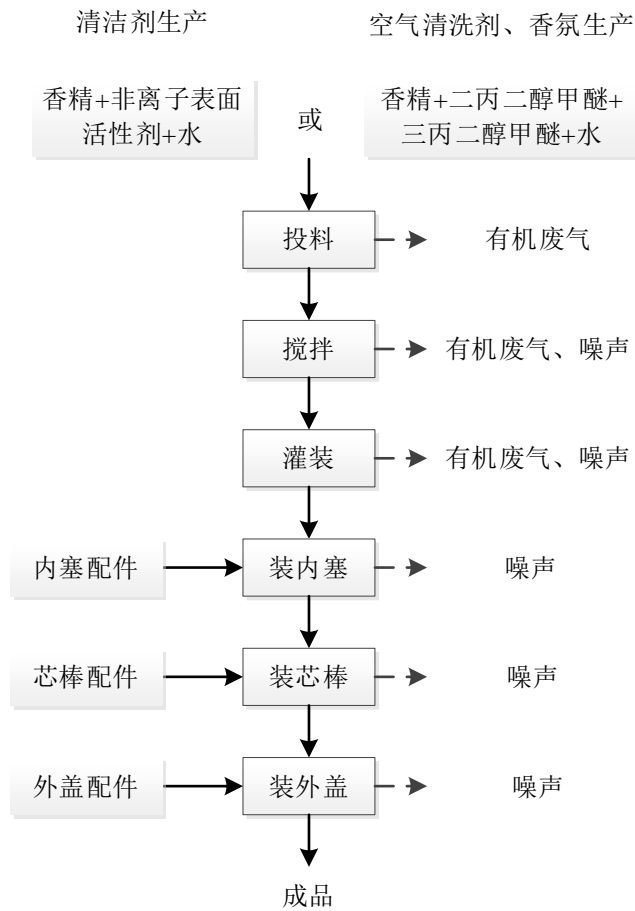 清洁剂生产
空气清洗剂、香氛生产
香精+非离子表面
活性剂+水
或
香精+二丙二醇甲醚+
三丙二醇甲醚+水
投料
有机废气
搅拌
有机废气、噪声
灌装
有机废气、噪声
内塞配件
装内塞
噪声
芯棒配件
装芯棒
噪声
外盖配件
装外盖
噪声
成品